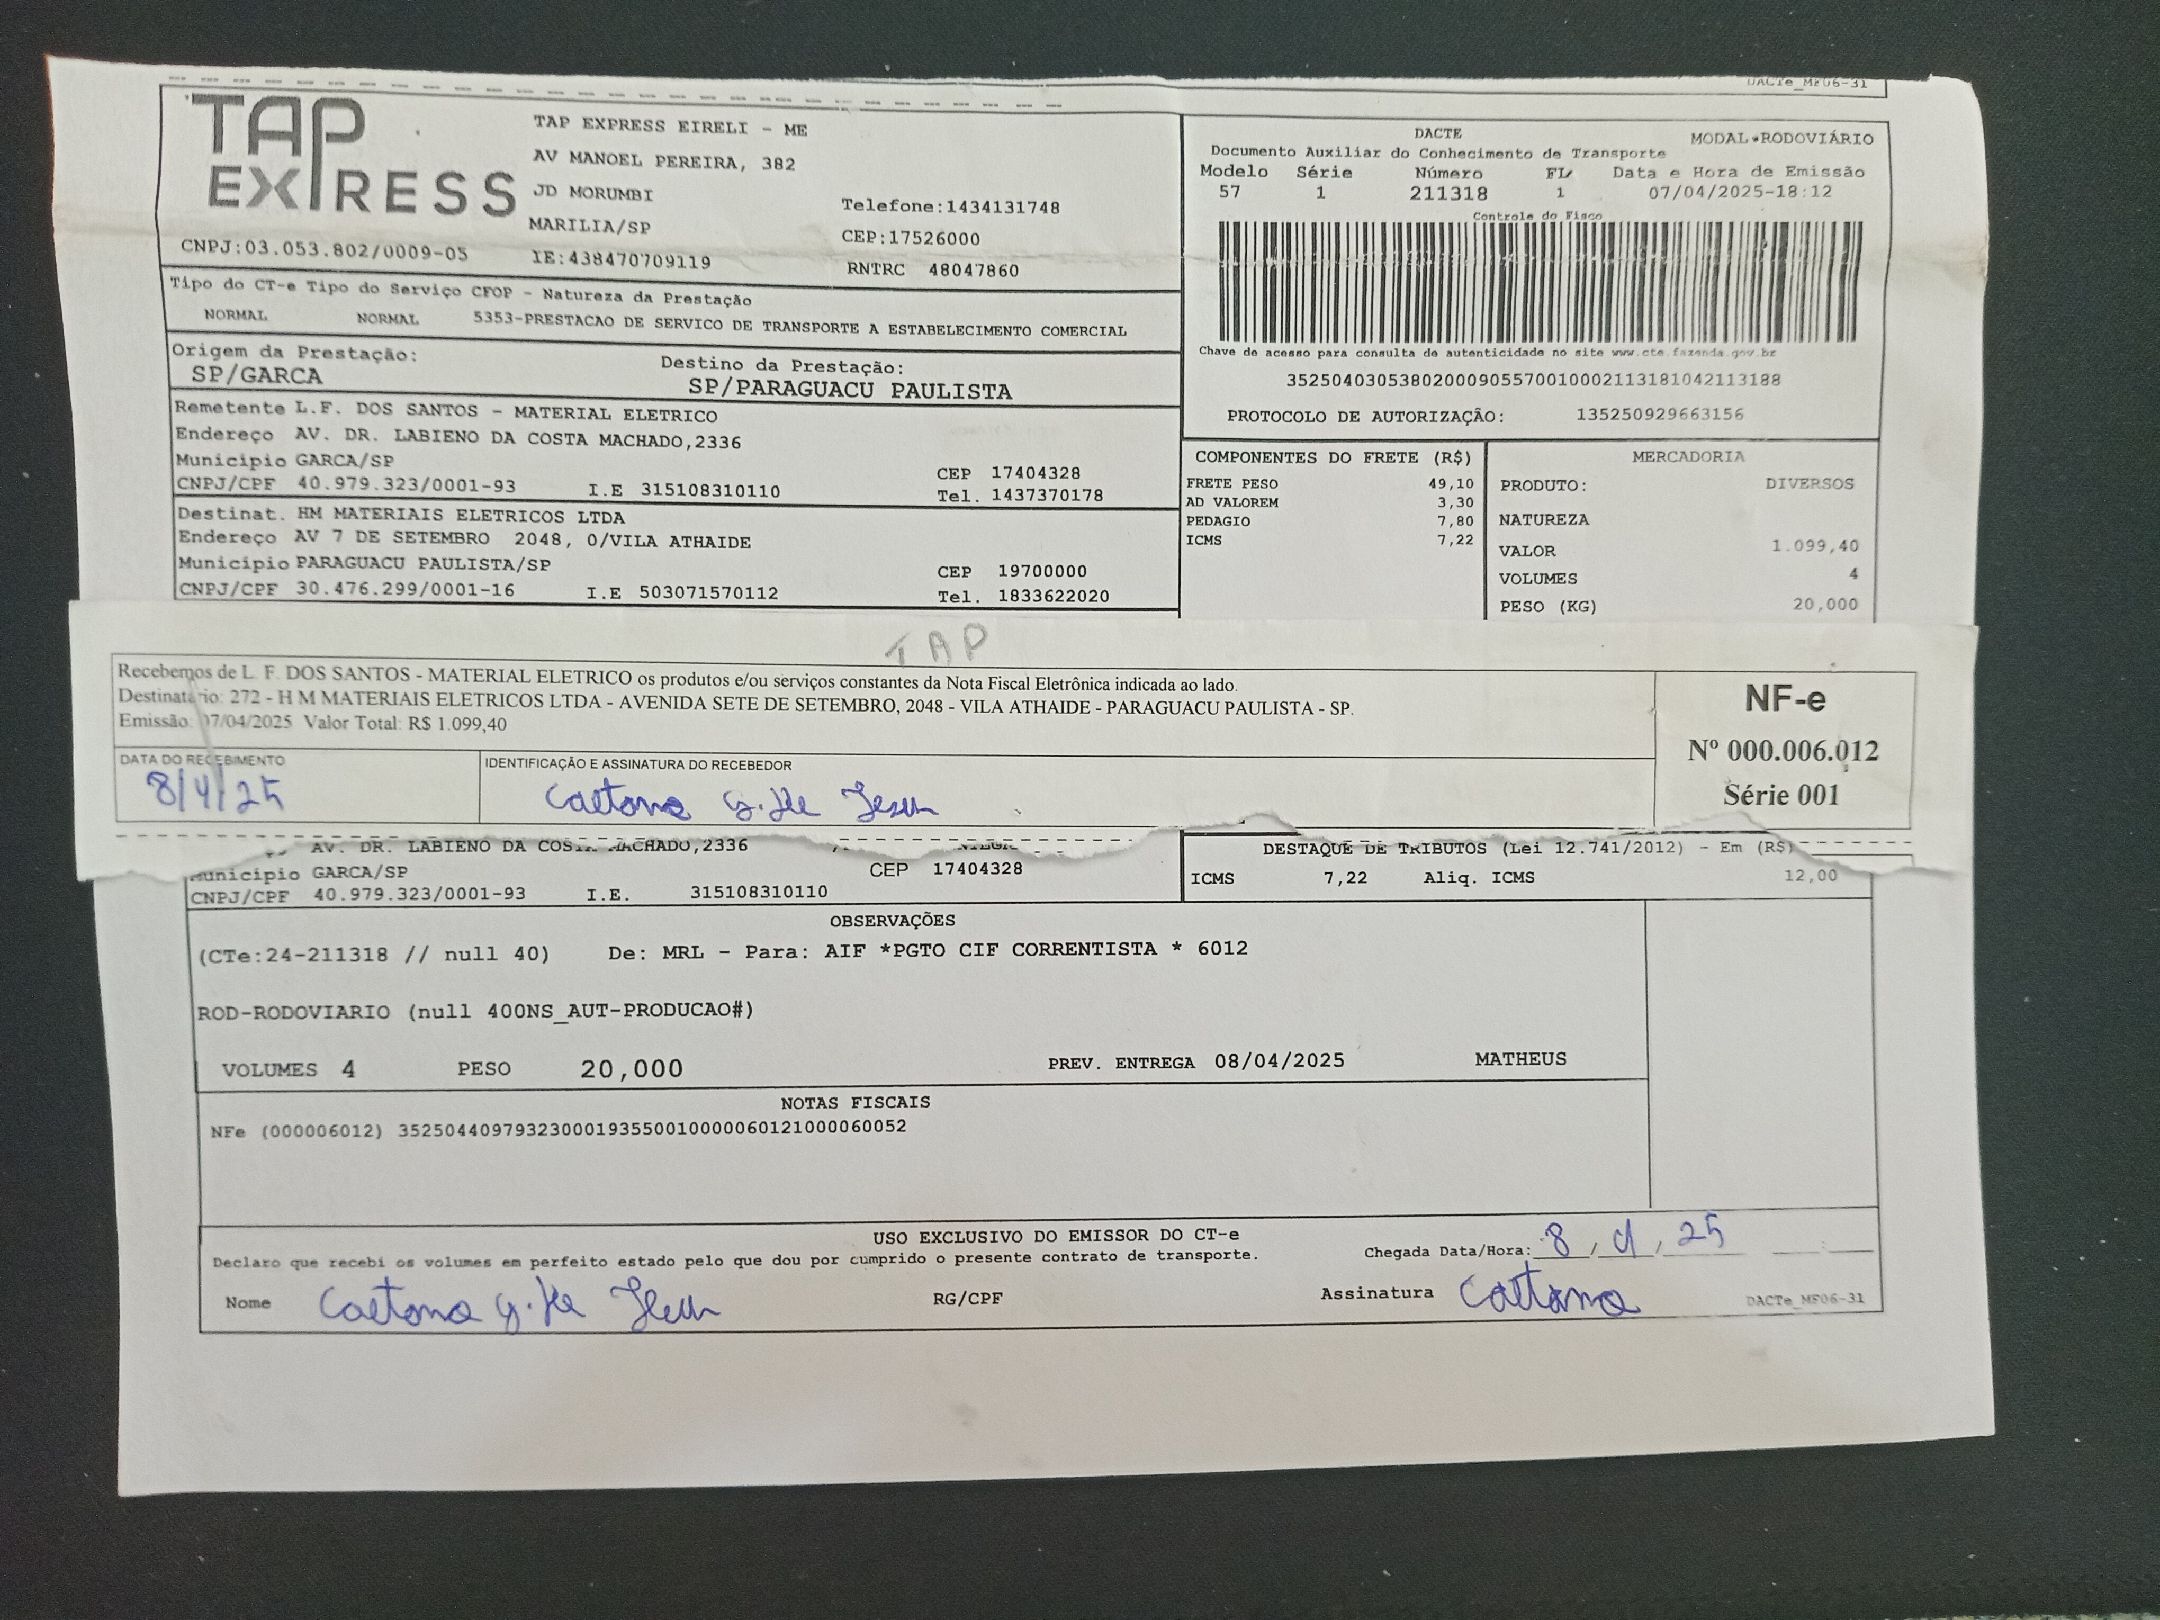 DACTe_MF06-31
TAP EXPRESS
TAP EXPRESS EIRELI - ME
AV MANOEL PEREIRA, 382
JD MORUMBI
MARILIA/SP
Telefone:1434131748
CEP:17526000
CNPJ:03.053.802/0009-05 IE:438470709119 RNTRC 48047860
DACTE MODAL RODOVIÁRIO
Documento Auxiliar do Conhecimento de Transporte
Modelo Série Número FL Data e Hora de Emissão
57 1 211318 1 07/04/2025-18:12
Controle do Fisco
Chave de acesso para consulta de autenticidade no site www.cte.fazenda.gov.br
35250403053802000905570010002113181042113188
PROTOCOLO DE AUTORIZAÇÃO: 135250929663156
Tipo do CT-e Tipo do Serviço CFOP - Natureza da Prestação
NORMAL NORMAL 5353-PRESTACAO DE SERVICO DE TRANSPORTE A ESTABELECIMENTO COMERCIAL
Origem da Prestação: Destino da Prestação:
SP/GARCA SP/PARAGUACU PAULISTA
Remetente L.F. DOS SANTOS - MATERIAL ELETRICO
Endereço AV. DR. LABIENO DA COSTA MACHADO,2336
Municipio GARCA/SP CEP 17404328
CNPJ/CPF 40.979.323/0001-93 I.E 315108310110 Tel. 1437370178
Destinat. HM MATERIAIS ELETRICOS LTDA
Endereço AV 7 DE SETEMBRO 2048, 0/VILA ATHAIDE
Municipio PARAGUACU PAULISTA/SP CEP 19700000
CNPJ/CPF 30.476.299/0001-16 I.E 503071570112 Tel. 1833622020
COMPONENTES DO FRETE (R$)
FRETE PESO 49,10
AD VALOREM 3,30
PEDAGIO 7,80
ICMS 7,22
MERCADORIA
PRODUTO: DIVERSOS
NATUREZA
VALOR 1.099,40
VOLUMES 4
PESO (KG) 20,000
TAP
Recebemos de L. F. DOS SANTOS - MATERIAL ELETRICO os produtos e/ou serviços constantes da Nota Fiscal Eletrônica indicada ao lado.
Destinatário: 272 - H M MATERIAIS ELETRICOS LTDA - AVENIDA SETE DE SETEMBRO, 2048 - VILA ATHAIDE - PARAGUACU PAULISTA - SP.
Emissão: 07/04/2025 Valor Total: R$ 1.099,40
DATA DO RECEBIMENTO IDENTIFICAÇÃO E ASSINATURA DO RECEBEDOR
8/4/25 Caetano
NF-e
Nº 000.006.012
Série 001
AV. DR. LABIENO DA COSTA MACHADO,2336
Municipio GARCA/SP CEP 17404328
CNPJ/CPF 40.979.323/0001-93 I.E. 315108310110
DESTAQUE DE TRIBUTOS (Lei 12.741/2012) - Em (R$)
ICMS 7,22 Aliq. ICMS 12,00
OBSERVAÇÕES
(CTe:24-211318 // null 40) De: MRL - Para: AIF *PGTO CIF CORRENTISTA * 6012
ROD-RODOVIARIO (null 400NS_AUT-PRODUCAO#)
VOLUMES 4 PESO 20,000 PREV. ENTREGA 08/04/2025 MATHEUS
NOTAS FISCAIS
NFe (000006012) 35250440979323000193550010000060121000060052
USO EXCLUSIVO DO EMISSOR DO CT-e
Declaro que recebi os volumes em perfeito estado pelo que dou por cumprido o presente contrato de transporte. Chegada Data/Hora: 8/4/25
Nome Caetano RG/CPF Assinatura Caetano DACTe_MF06-31